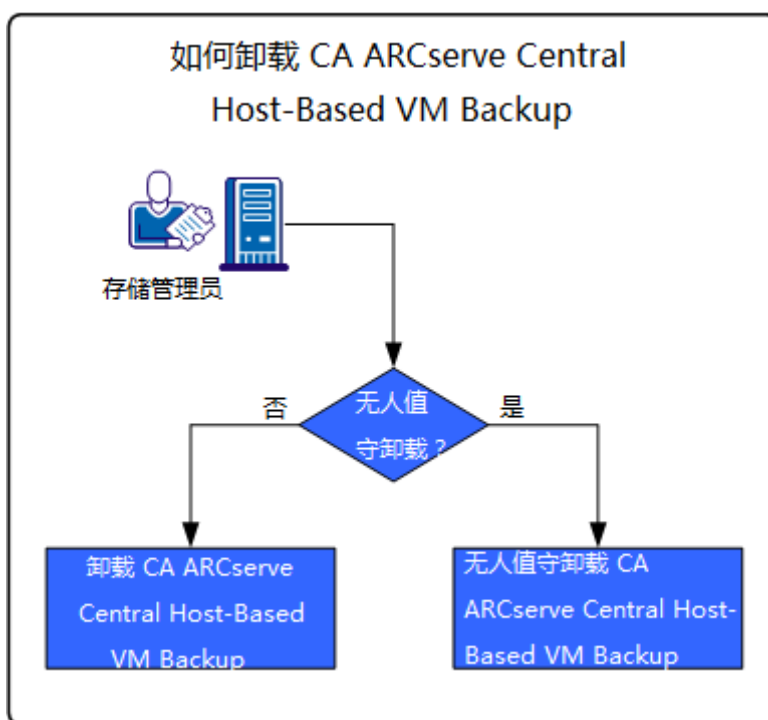 如何卸载 CA ARCserve Central
Host-Based VM Backup
存储管理员
无人值
守卸载？
否
是
卸载 CA ARCserve
Central Host-Based
VM Backup
无人值守卸载 CA
ARCserve Central Host-
Based VM Backup